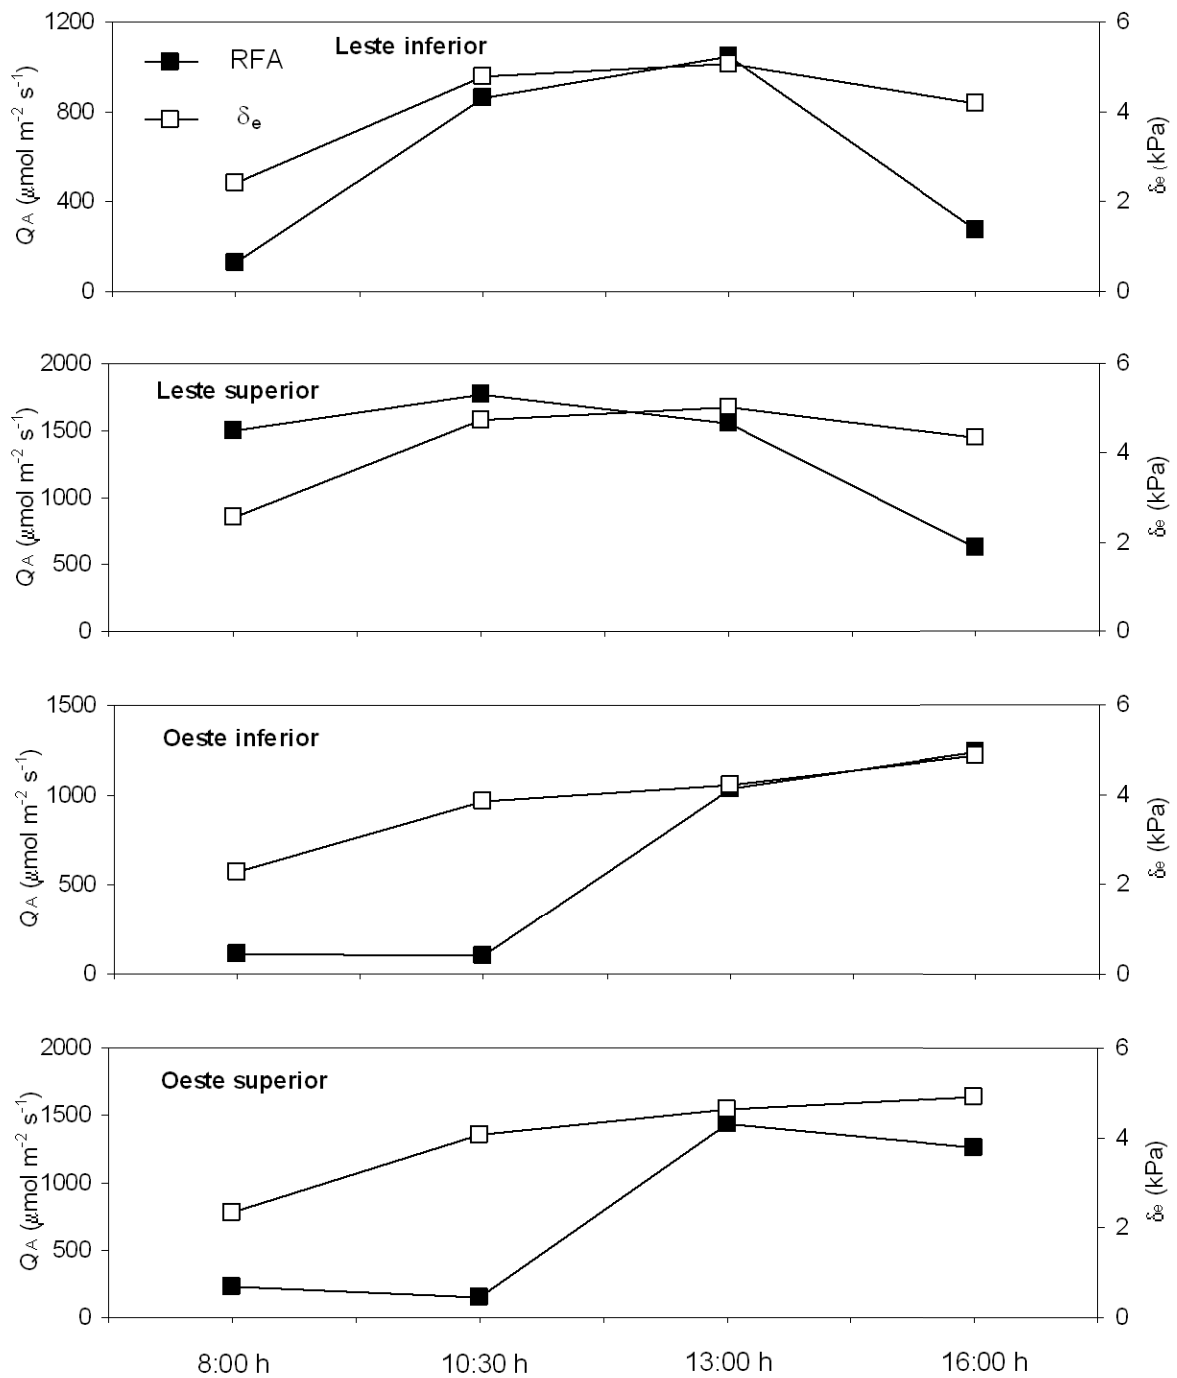 Leste inferior
RFA
δe
1200
800
400
0
QA (μmol m-2 s-1)
6
4
2
0
δe (kPa)
Leste superior
2000
1500
1000
500
0
QA (μmol m-2 s-1)
6
4
2
0
δe (kPa)
Oeste inferior
1500
1000
500
0
QA (μmol m-2 s-1)
6
4
2
0
δe (kPa)
Oeste superior
2000
1500
1000
500
0
QA (μmol m-2 s-1)
6
4
2
0
δe (kPa)
8:00 h 10:30 h 13:00 h 16:00 h